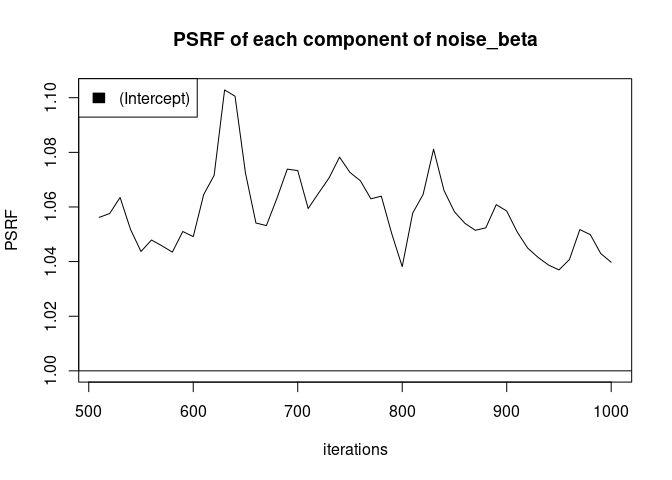 PSRF of each component of noise_beta
(Intercept)
PSRF
1.10
1.08
1.06
1.04
1.02
1.00
500 600 700 800 900 1000
iterations